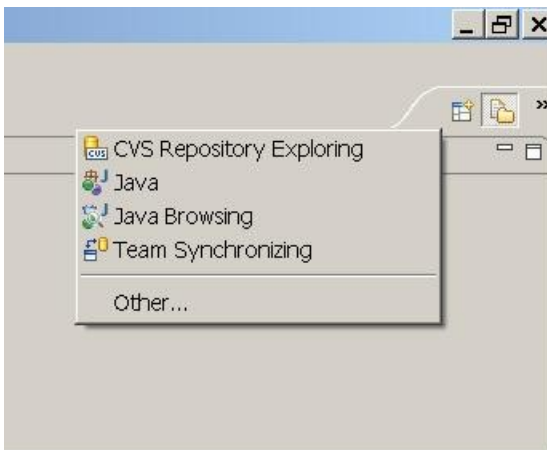 »
CVS Repository Exploring
Java
Java Browsing
Team Synchronizing
Other...